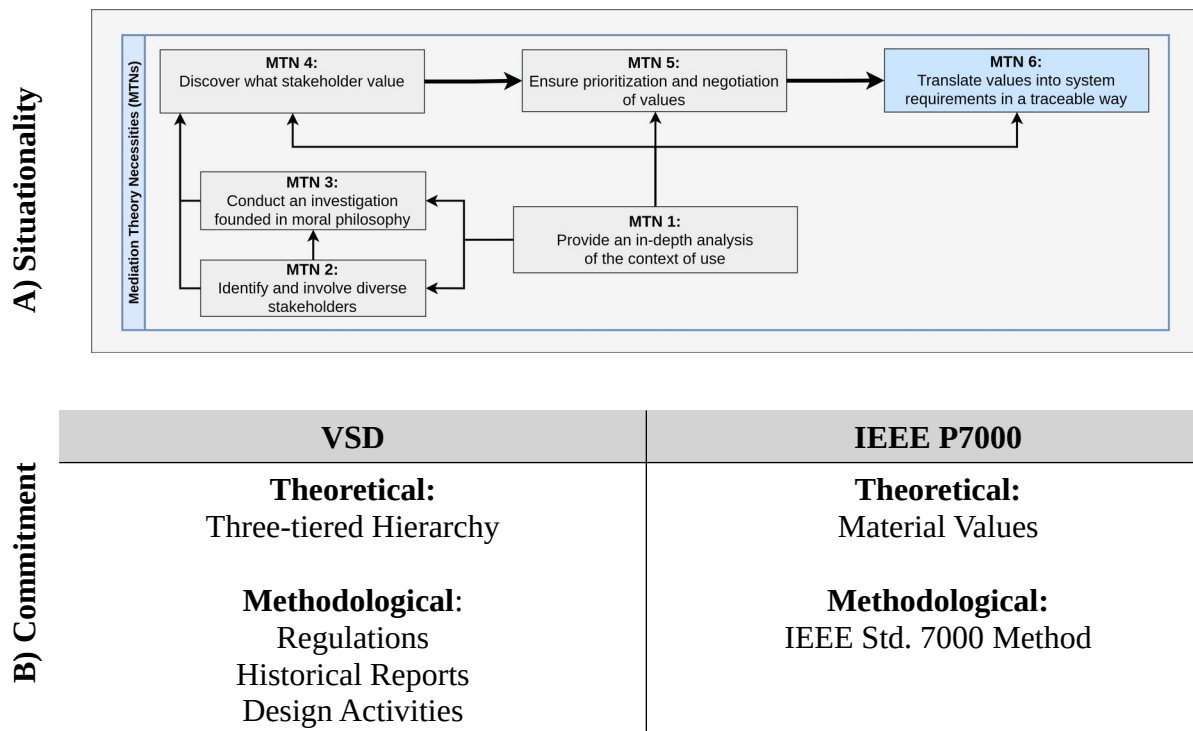 A) Situationality
Mediation Theory Necessities (MTNs)
MTN 4:
Discover what stakeholder value
MTN 5:
Ensure prioritization and negotiation
of values
MTN 6:
Translate values into system
requirements in a traceable way
MTN 3:
Conduct an investigation
founded in moral philosophy
MTN 1:
Provide an in-depth analysis
of the context of use
MTN 2:
Identify and involve diverse
stakeholders
B) Commitment
VSD
IEEE P7000
Theoretical:
Three-tiered Hierarchy
Theoretical:
Material Values
Methodological:
Regulations
Historical Reports
Design Activities
Methodological:
IEEE Std. 7000 Method